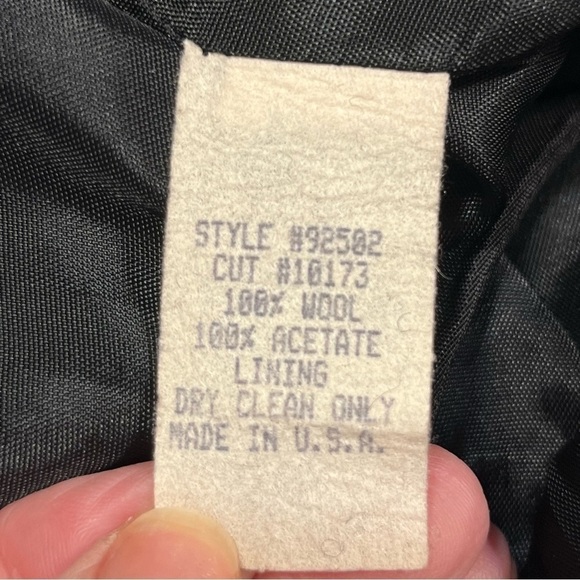 STYLE #92502
CUT #10173
100% WOOL
100% ACETATE
LINING
DRY CLEAN ONLY
MADE IN U.S.A.